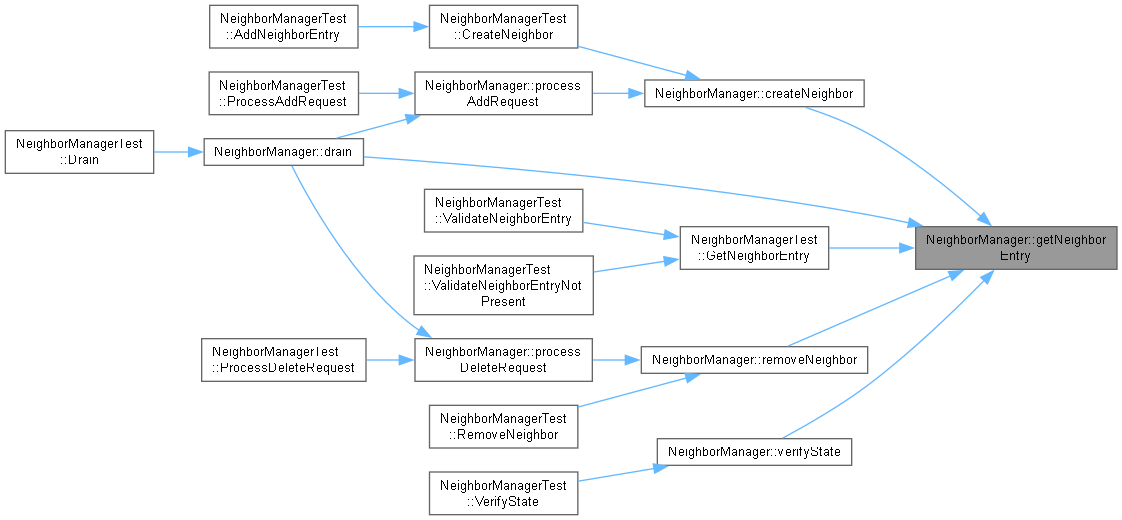 NeighborManagerTest
::AddNeighborEntry
NeighborManagerTest
::CreateNeighbor
NeighborManagerTest
::ProcessAddRequest
NeighborManager::process
AddRequest
NeighborManager::createNeighbor
NeighborManagerTest
::Drain
NeighborManager::drain
NeighborManagerTest
::ValidateNeighborEntry
NeighborManagerTest
::GetNeighborEntry
NeighborManager::getNeighbor
Entry
NeighborManagerTest
::ValidateNeighborEntryNot
Present
NeighborManagerTest
::ProcessDeleteRequest
NeighborManager::process
DeleteRequest
NeighborManager::removeNeighbor
NeighborManagerTest
::RemoveNeighbor
NeighborManager::verifyState
NeighborManagerTest
::VerifyState